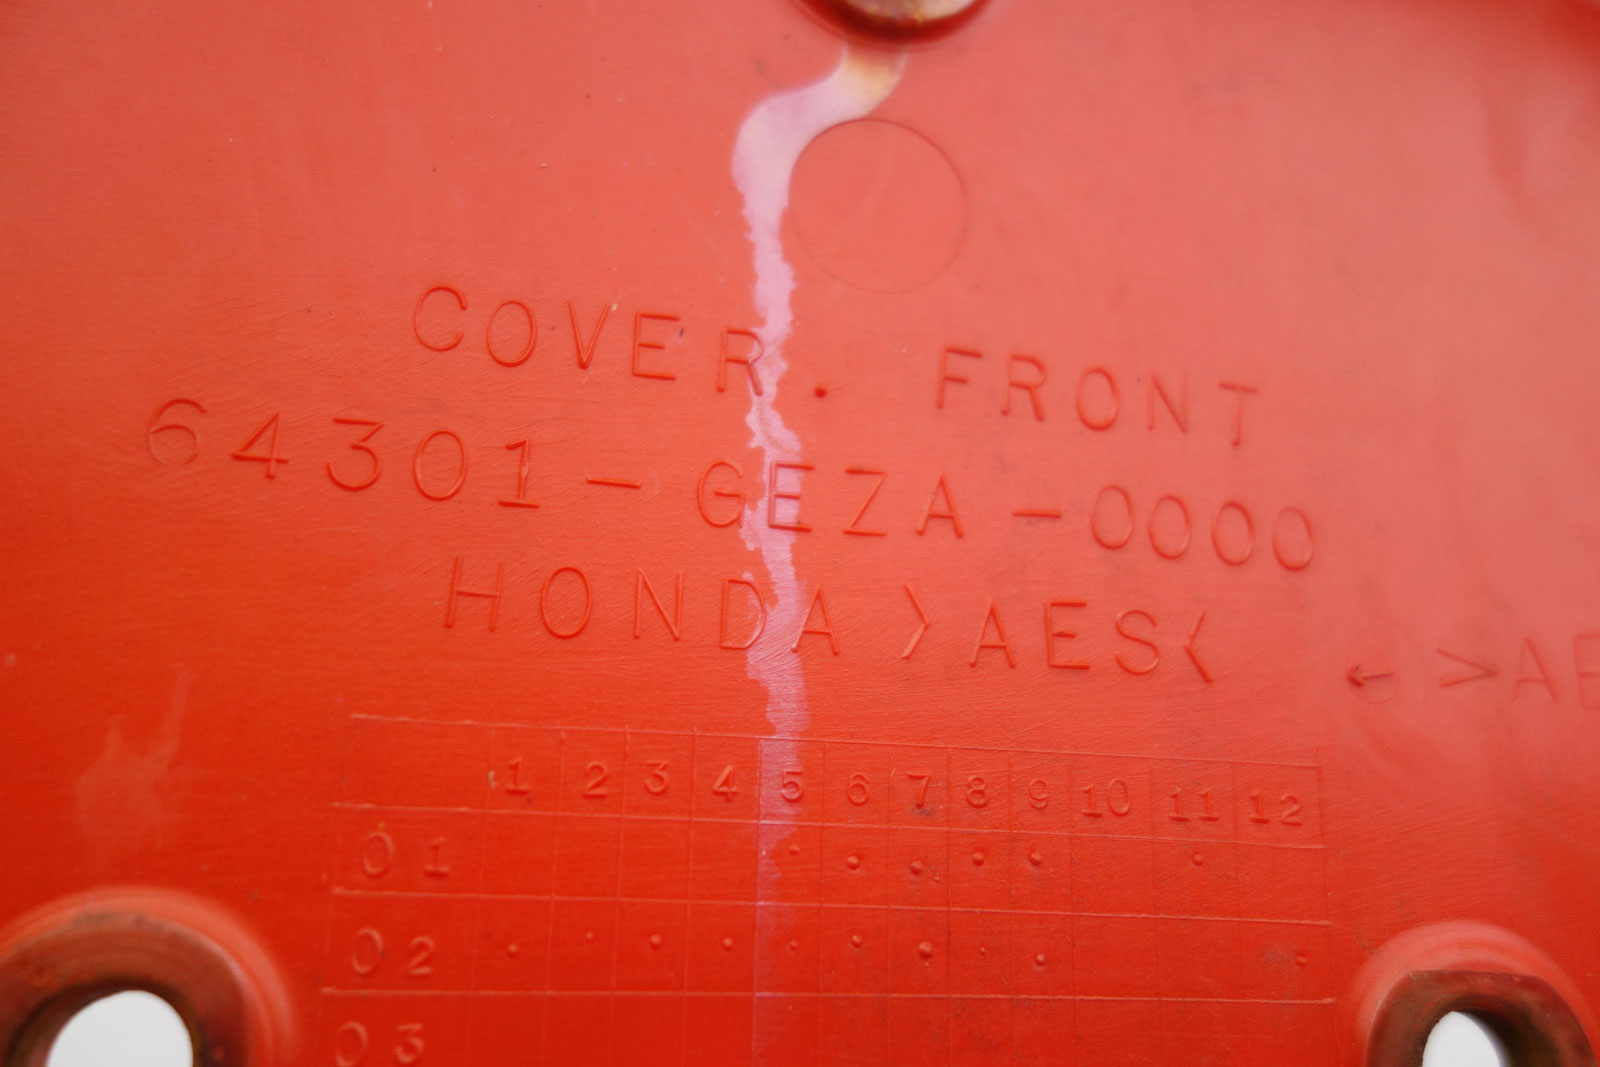 COVER. FRONT
64301-GEZA-0000
HONDA >AES< ← >AE
1 2 3 4 5 6 7 8 9 10 11 12
01
02
03